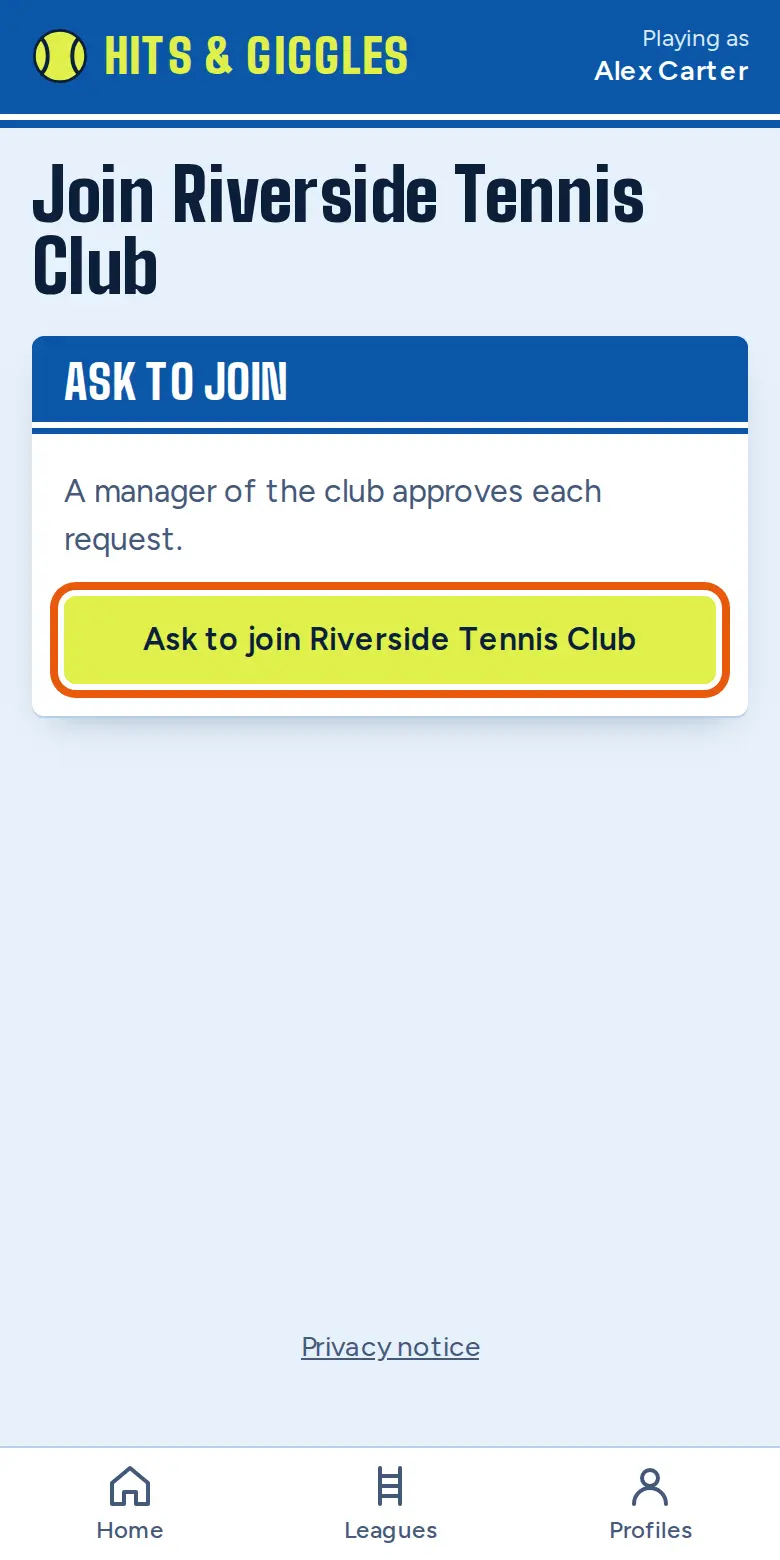 HITS & GIGGLES
Playing as
Alex Carter
Join Riverside Tennis
Club
ASK TO JOIN
A manager of the club approves each
request.
Ask to join Riverside Tennis Club
Privacy notice
Home
Leagues
Profiles